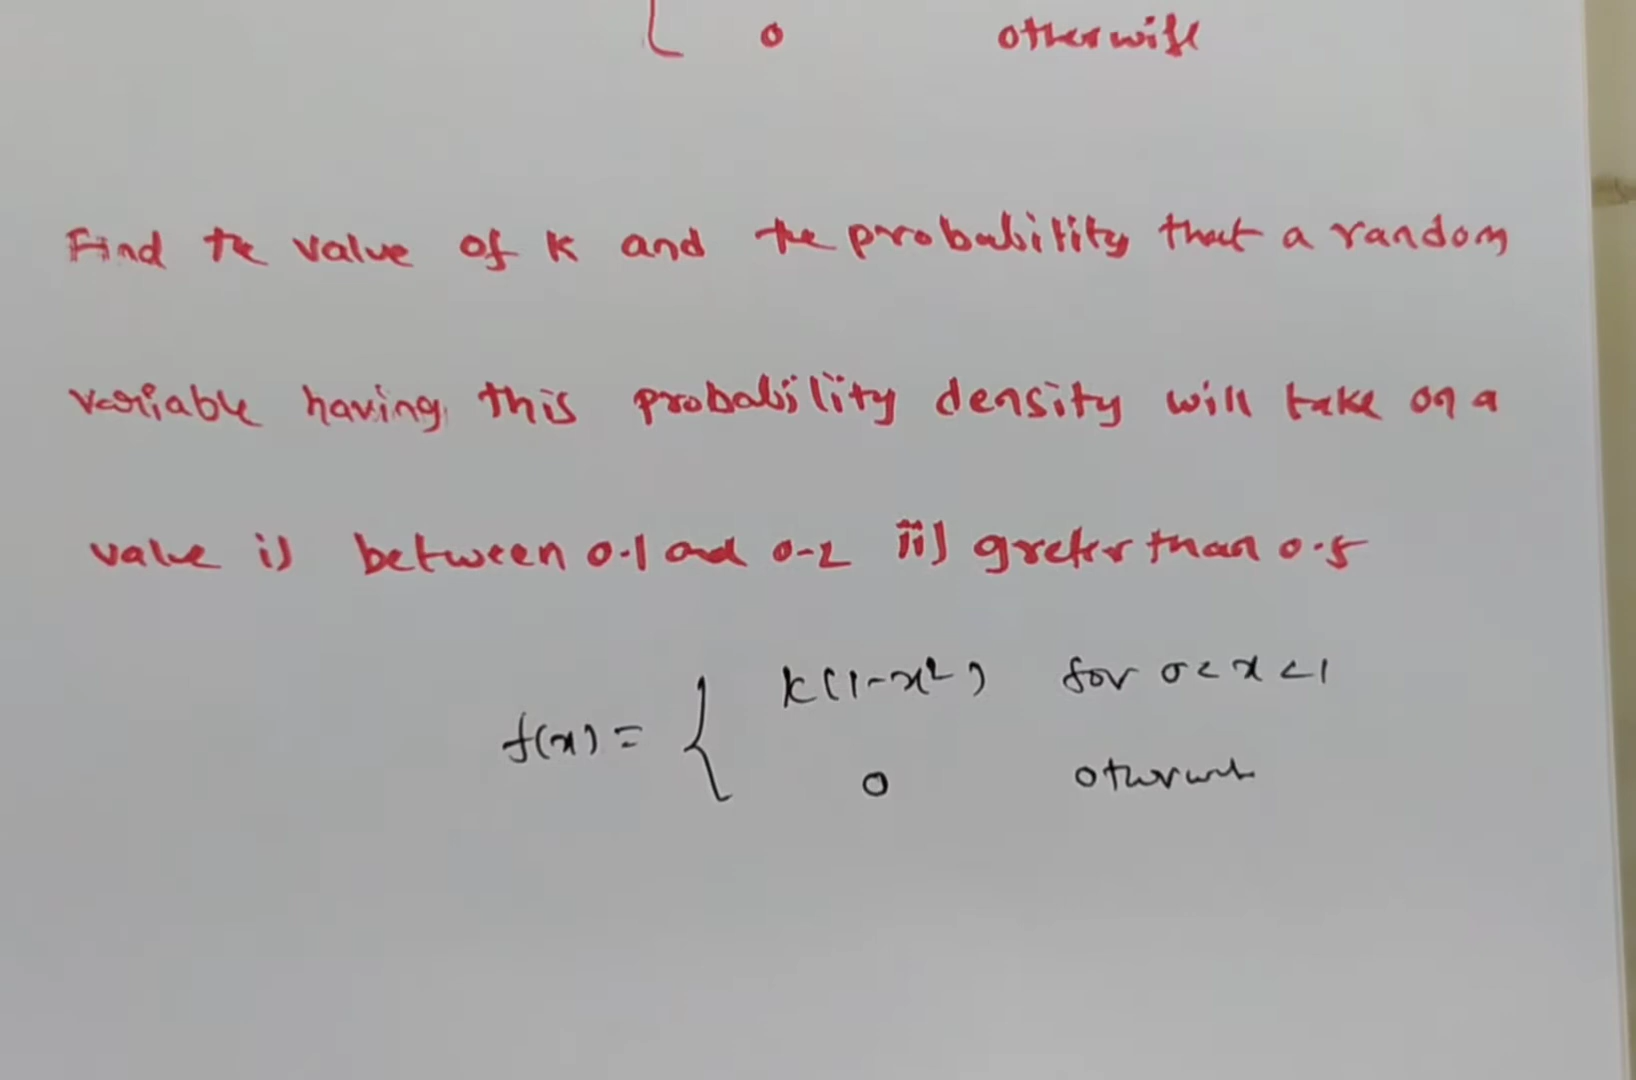 { 0 otherwise
Find the value of K and the probability that a random
variable having this probability density will take on a
value i) between 0.1 and 0.2 ii) greter than 0.5
f(x) = { k(1-x²) for 0<x<1
0 otherwise